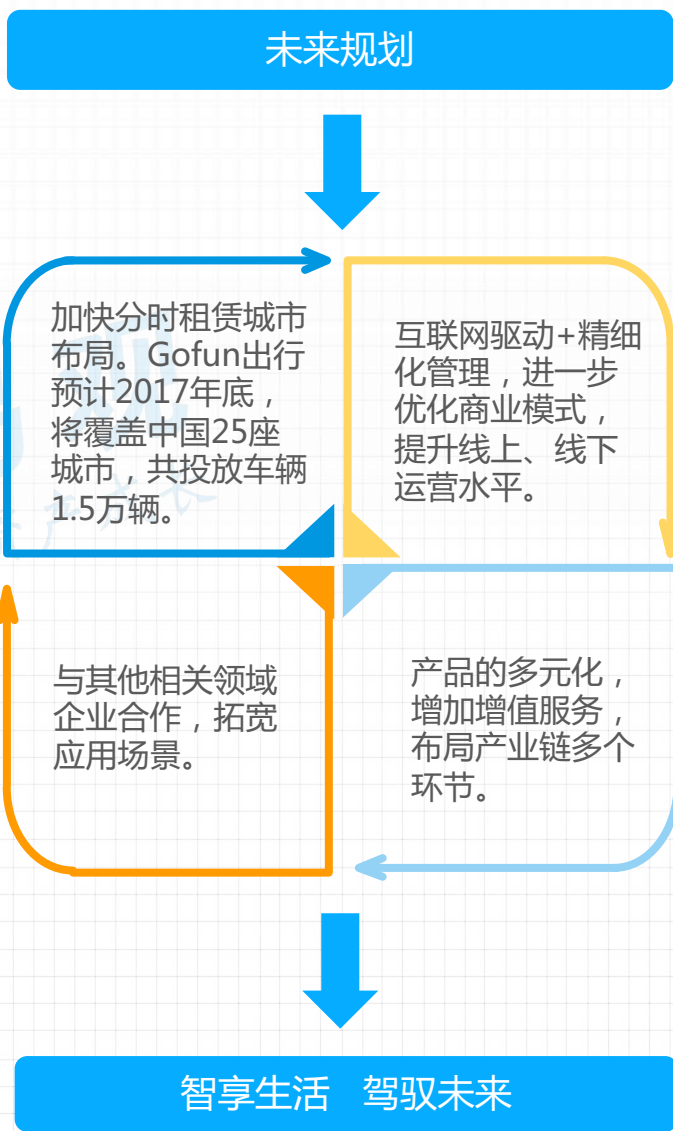 未来规划
加快分时租赁城市
布局。Gofun出行
预计2017年底，
将覆盖中国25座
城市，共投放车辆
1.5万辆。
互联网驱动+精细
化管理，进一步
优化商业模式，
提升线上、线下
运营水平。
与其他相关领域
企业合作，拓宽
应用场景。
产品的多元化，
增加增值服务，
布局产业链多个
环节。
智享生活 驾驭未来